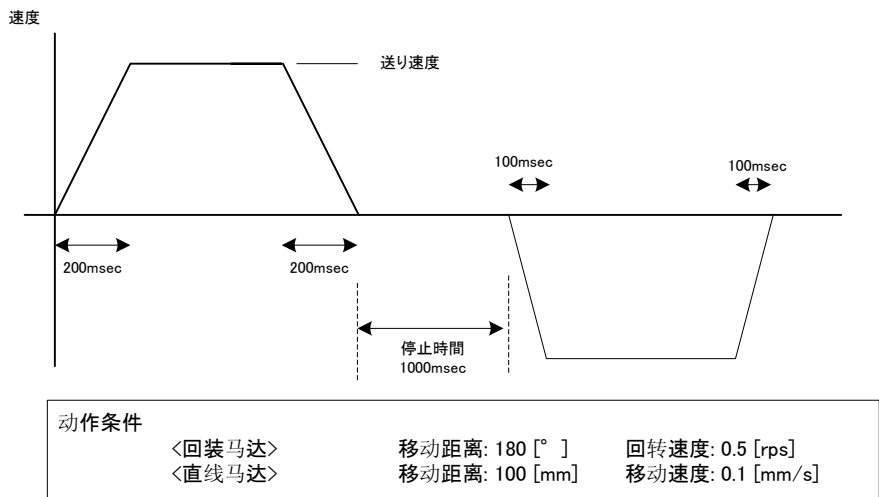 速度
送り速度
100msec
100msec
200msec
200msec
停止時間
1000msec
动作条件
<回装马达> 移动距离: 180 [° ] 回转速度: 0.5 [rps]
<直线马达> 移动距离: 100 [mm] 移动速度: 0.1 [mm/s]